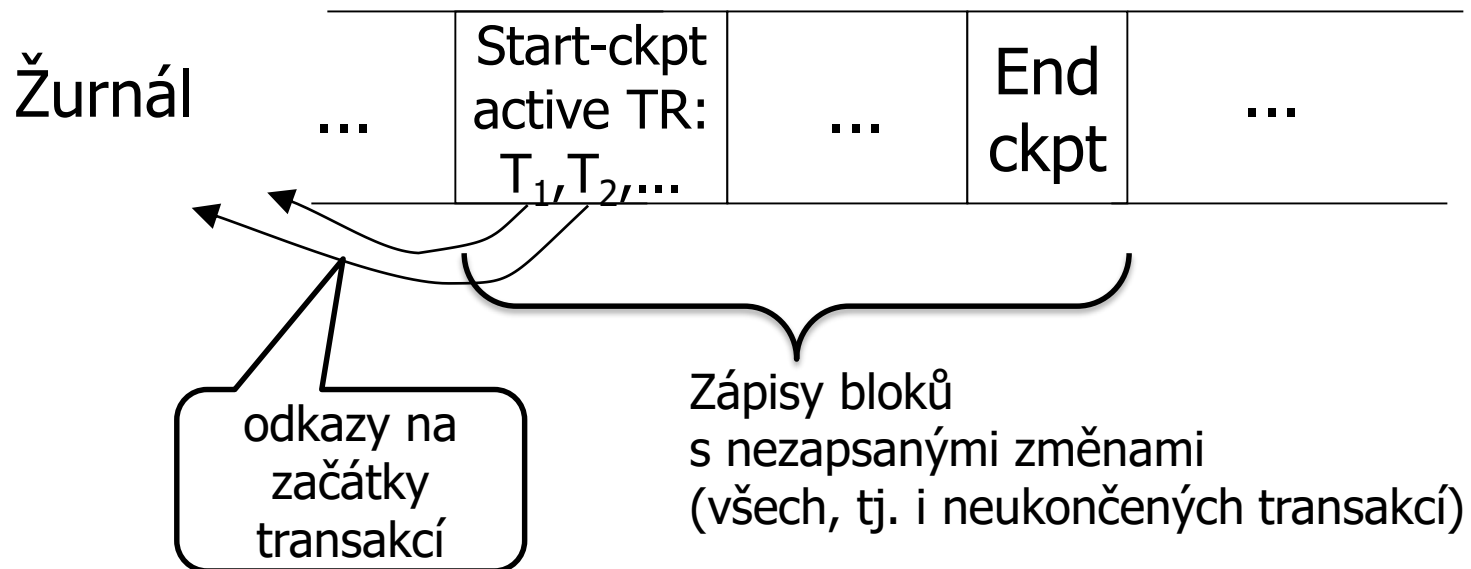 Žurnál
...
Start-ckpt
active TR:
T₁,T₂,...
...
End
ckpt
...
odkazy na
začátky
transakcí
Zápisy bloků
s nezapsanými změnami
(všech, tj. i neukončených transakcí)